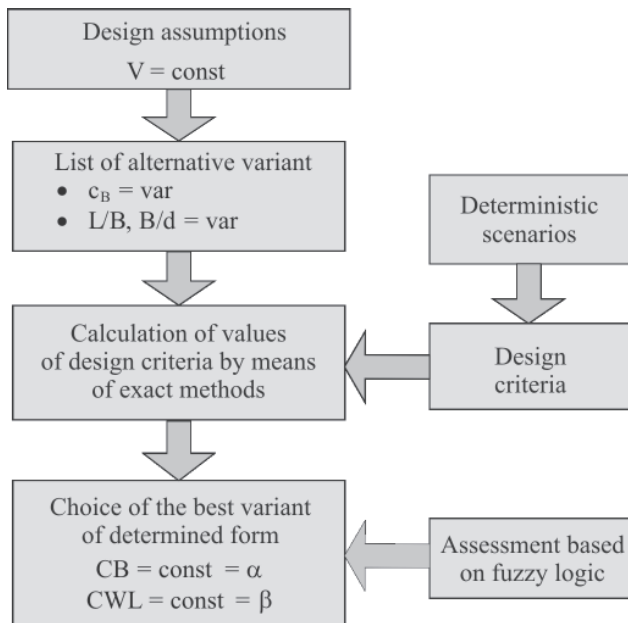 Design assumptions
V = const
List of alternative variant
• c_B = var
• L/B, B/d = var
Deterministic
scenarios
Calculation of values
of design criteria by means
of exact methods
Design
criteria
Choice of the best variant
of determined form
CB = const = α
CWL = const = β
Assessment based
on fuzzy logic